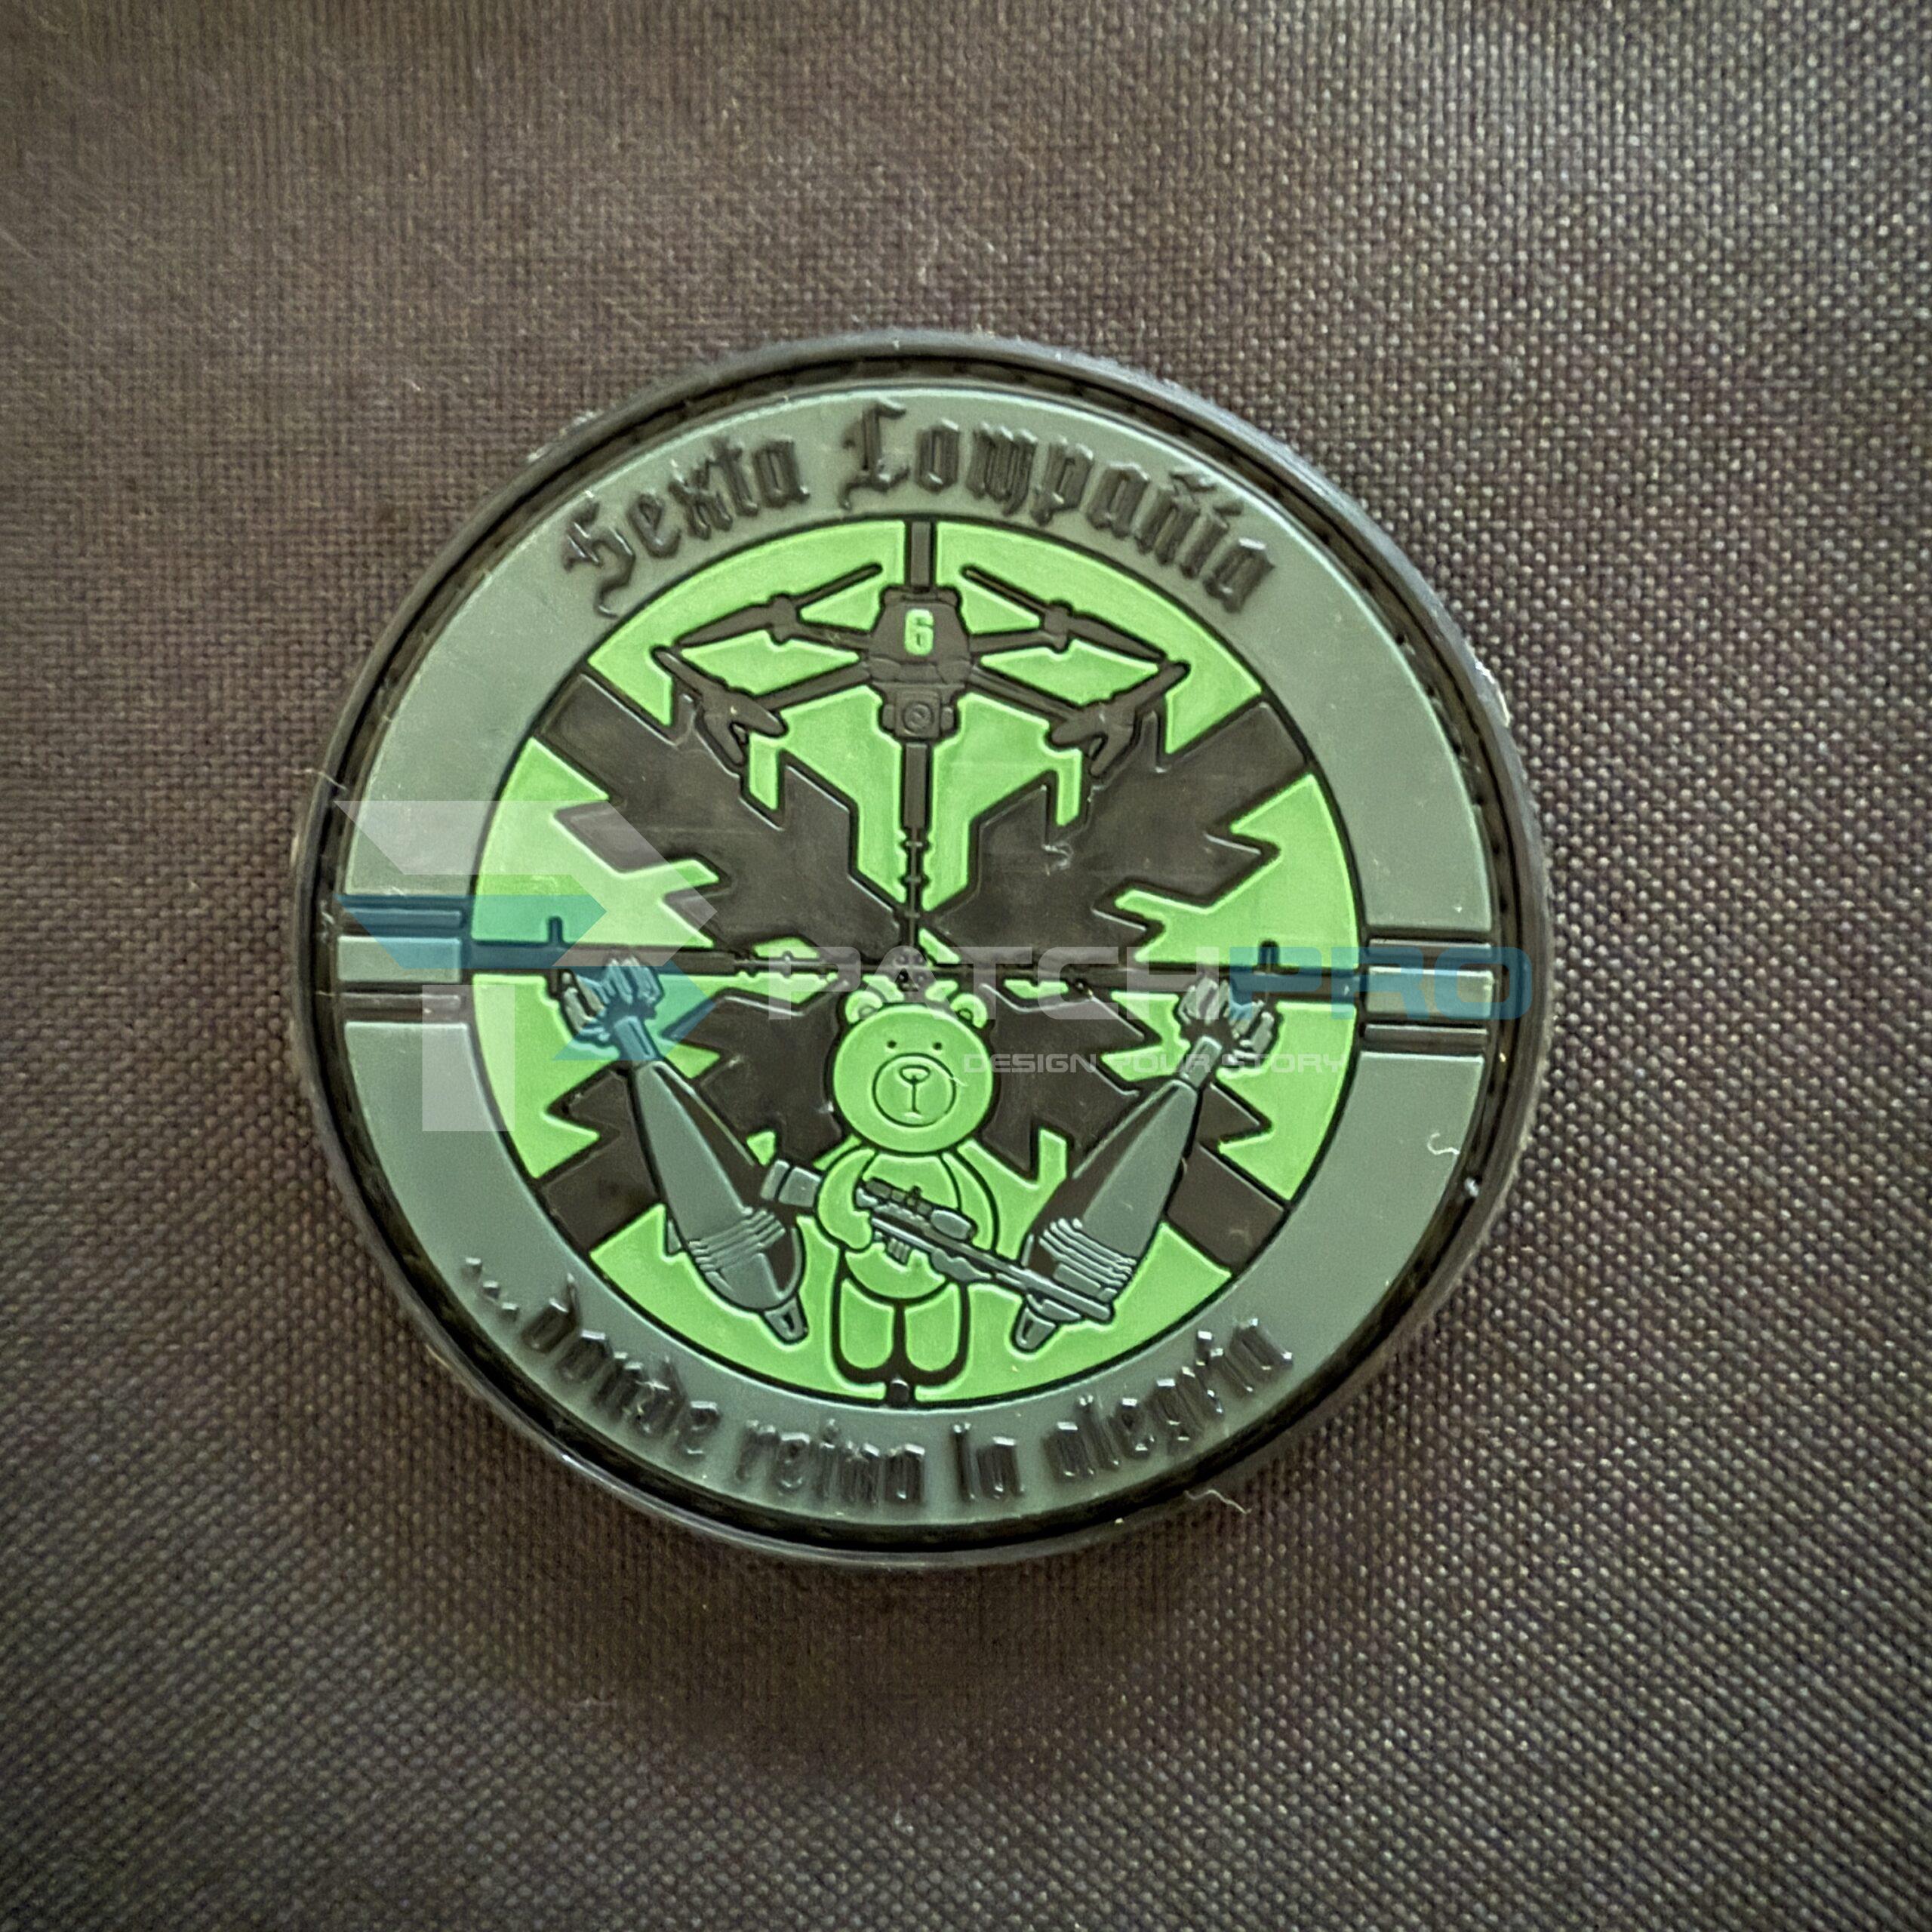 Sexta Compañía
6
PATCHPRO
DESIGN YOUR STORY
...donde reina la alegría.